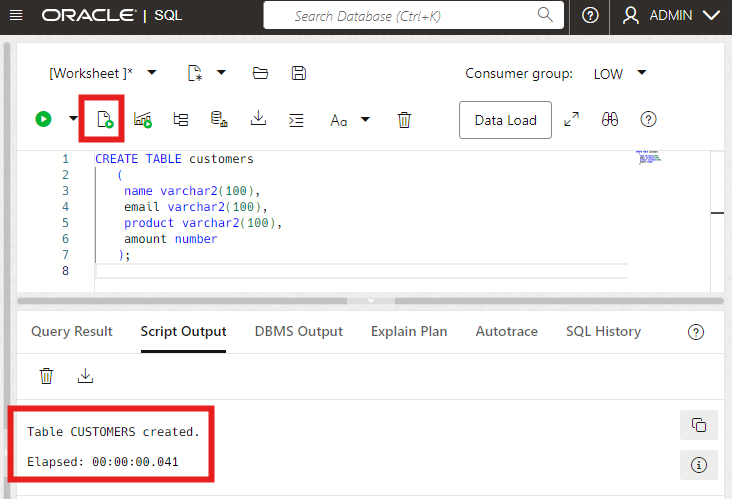 ORACLE | SQL
Search Database (Ctrl+K)
ADMIN
[Worksheet ]*
Consumer group: LOW
Aa
Data Load
1 CREATE TABLE customers
2 (
3 name varchar2(100),
4 email varchar2(100),
5 product varchar2(100),
6 amount number
7 );
8
Query Result Script Output DBMS Output Explain Plan Autotrace SQL History
Table CUSTOMERS created.
Elapsed: 00:00:00.041